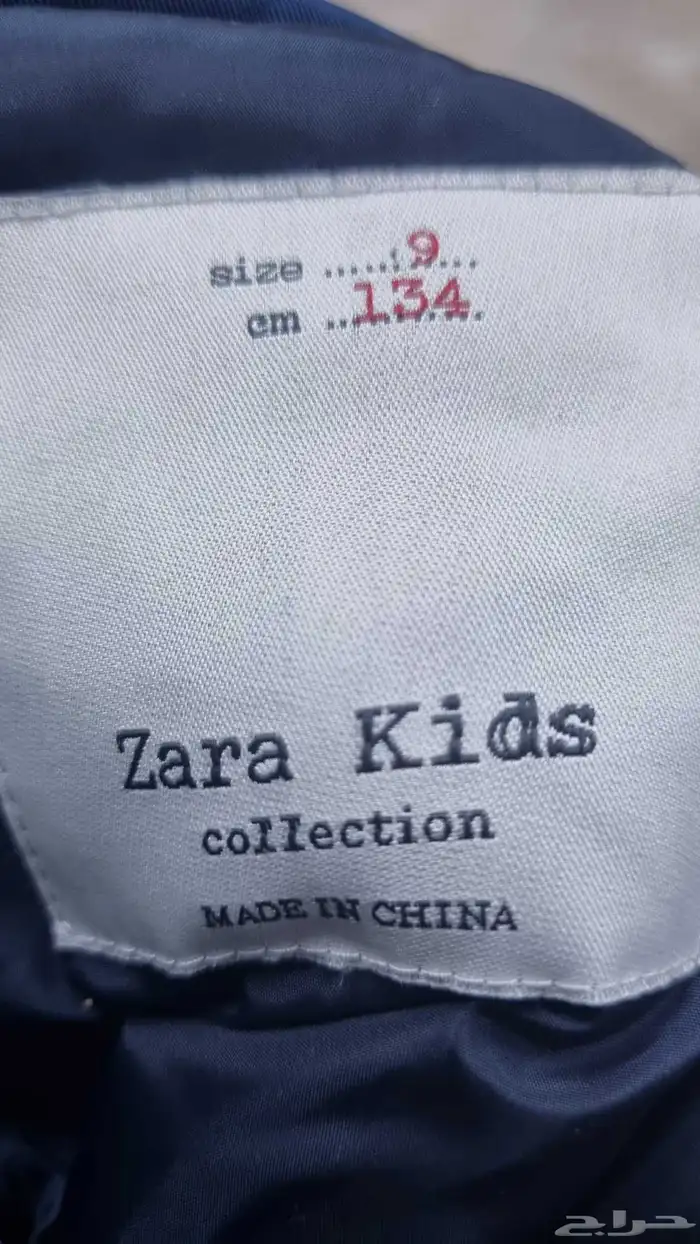 size ......9...
cm ..134..
Zara Kids
collection
MADE IN CHINA
حراج